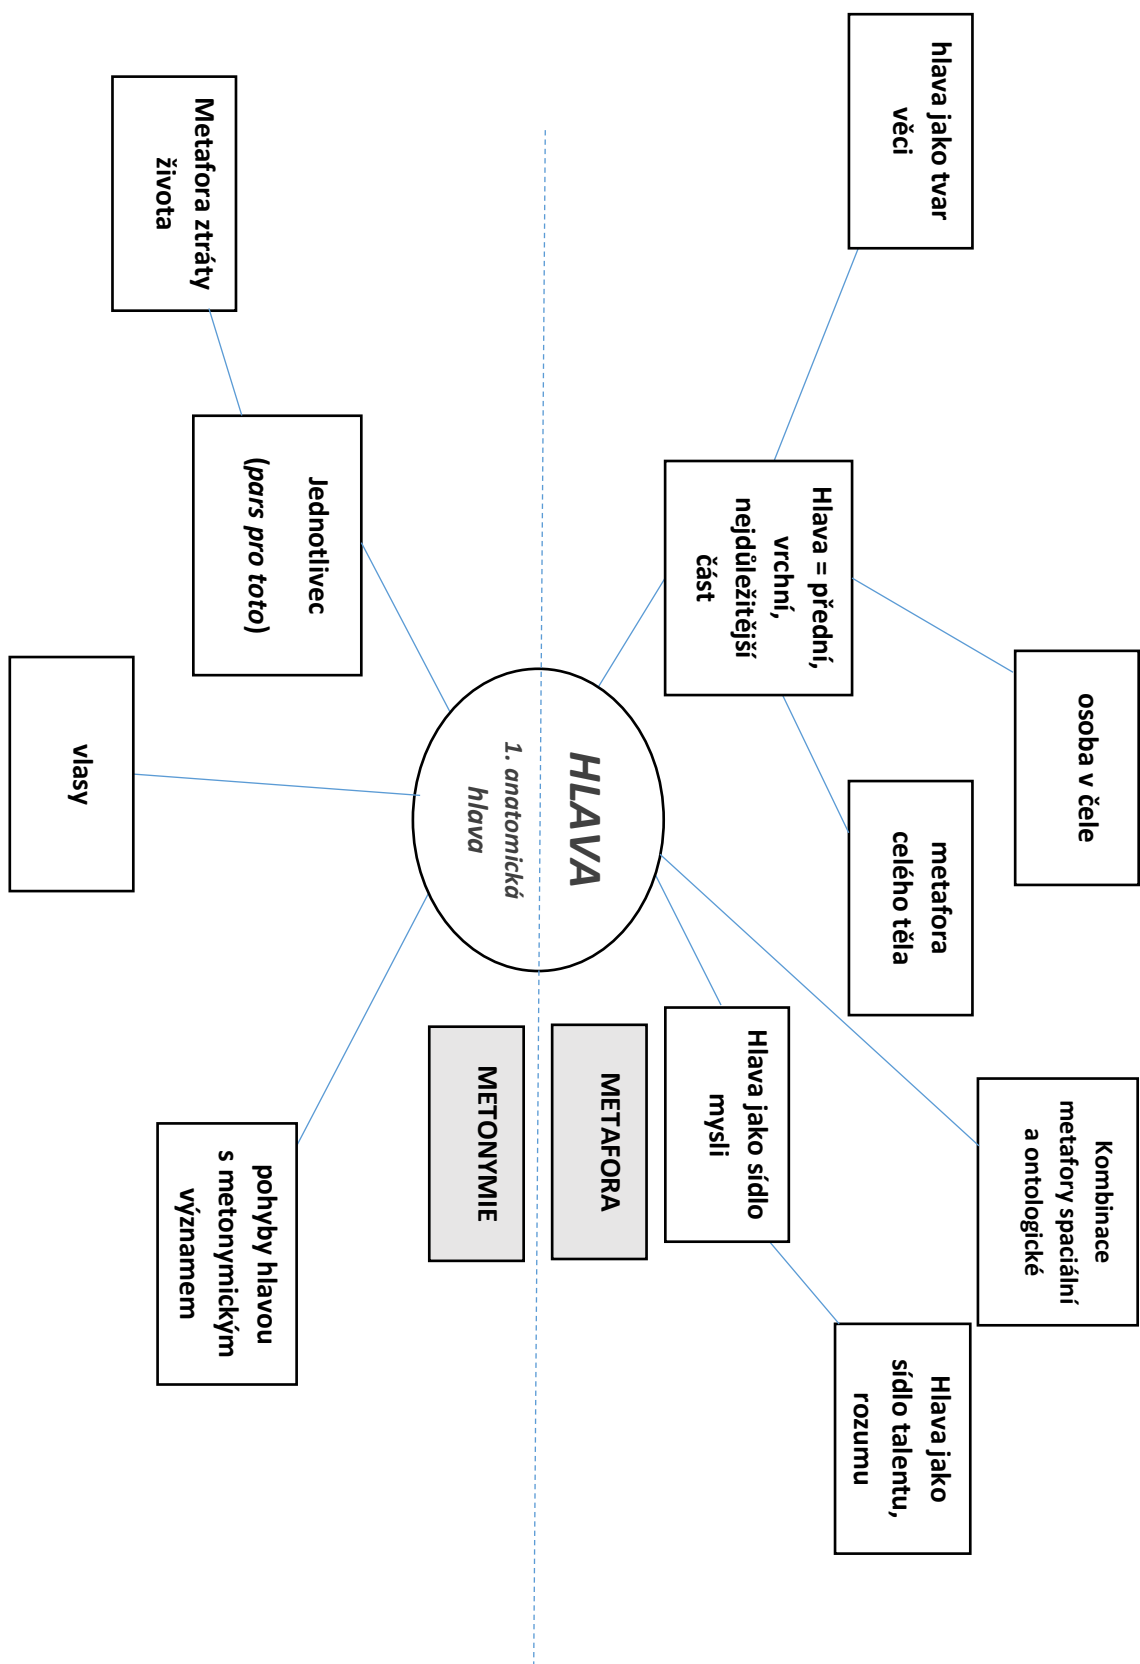 osoba v čele
Kombinace
metafory spaciální
a ontologické
hlava jako tvar
věci
metafora
celého těla
Hlava jako
sídlo talentu,
rozumu
Hlava = přední,
vrchní,
nejdůležitější
část
Hlava jako sídlo
mysli
METAFORA
HLAVA
1. anatomická
hlava
METONYMIE
Jednotlivec
(pars pro toto)
Metafora ztráty
života
pohyby hlavou
s metonymickým
významem
vlasy